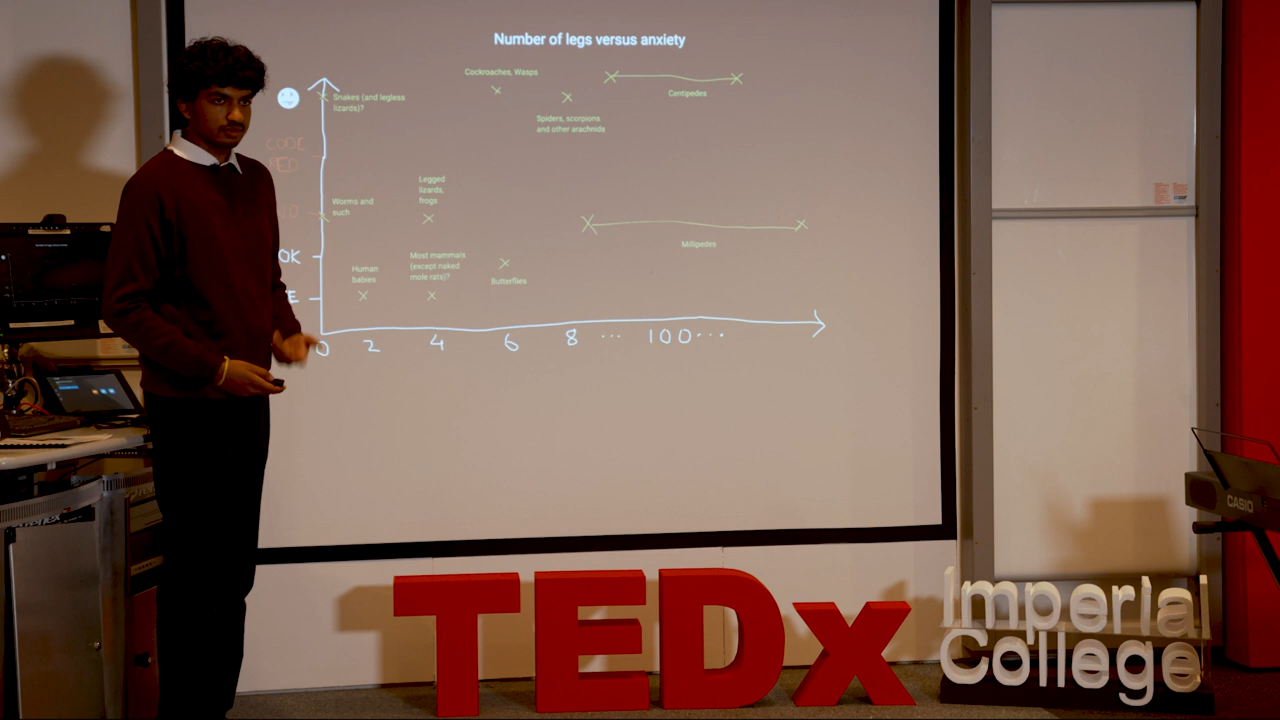 Number of legs versus anxiety
Cockroaches, Wasps
Snakes (and legless
lizards)?
Centipedes
Spiders, scorpions
and other arachnids
CODE
RED
Legged
lizards,
frogs
Worms and
such
Millipedes
OK
Most mammals
(except naked
mole rats)?
Human
babies
Butterflies
E
0 2 4 6 8 ... 100...
CASIO
TEDx
Imperial
College